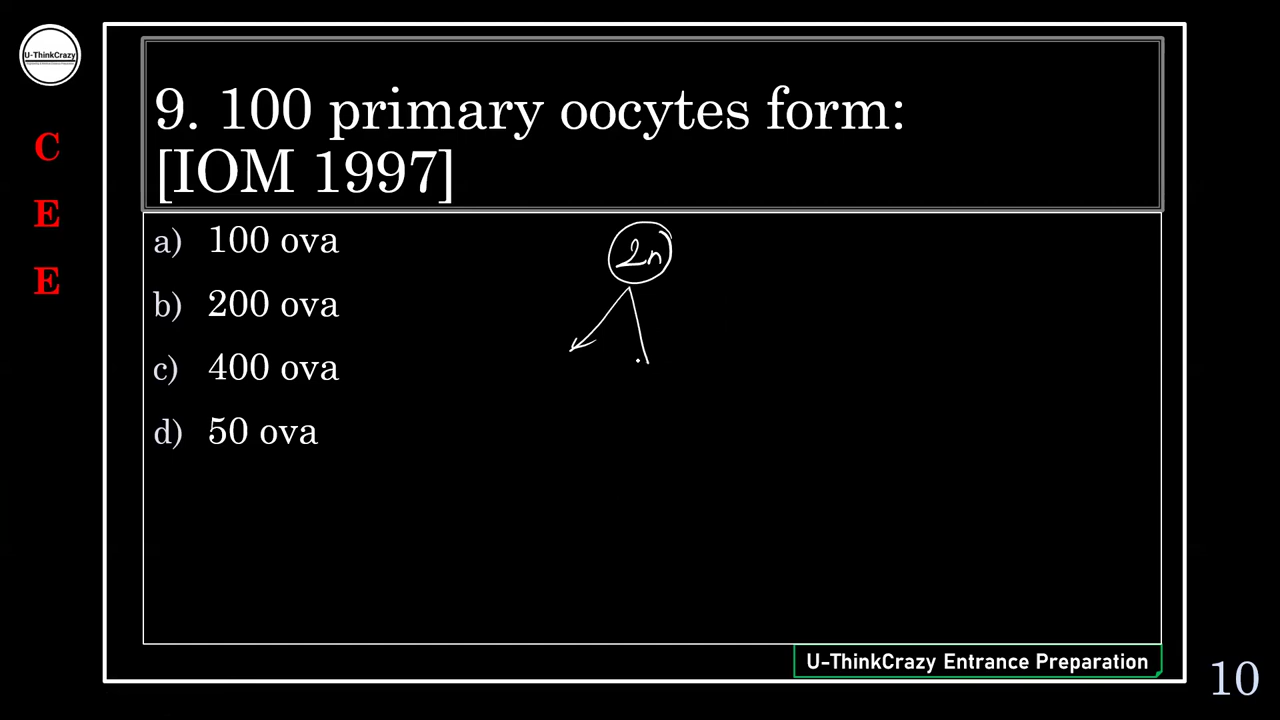 U-ThinkCrazy
C
E
E
9. 100 primary oocytes form:
[IOM 1997]
a) 100 ova
b) 200 ova
c) 400 ova
d) 50 ova
2n
U-ThinkCrazy Entrance Preparation
10